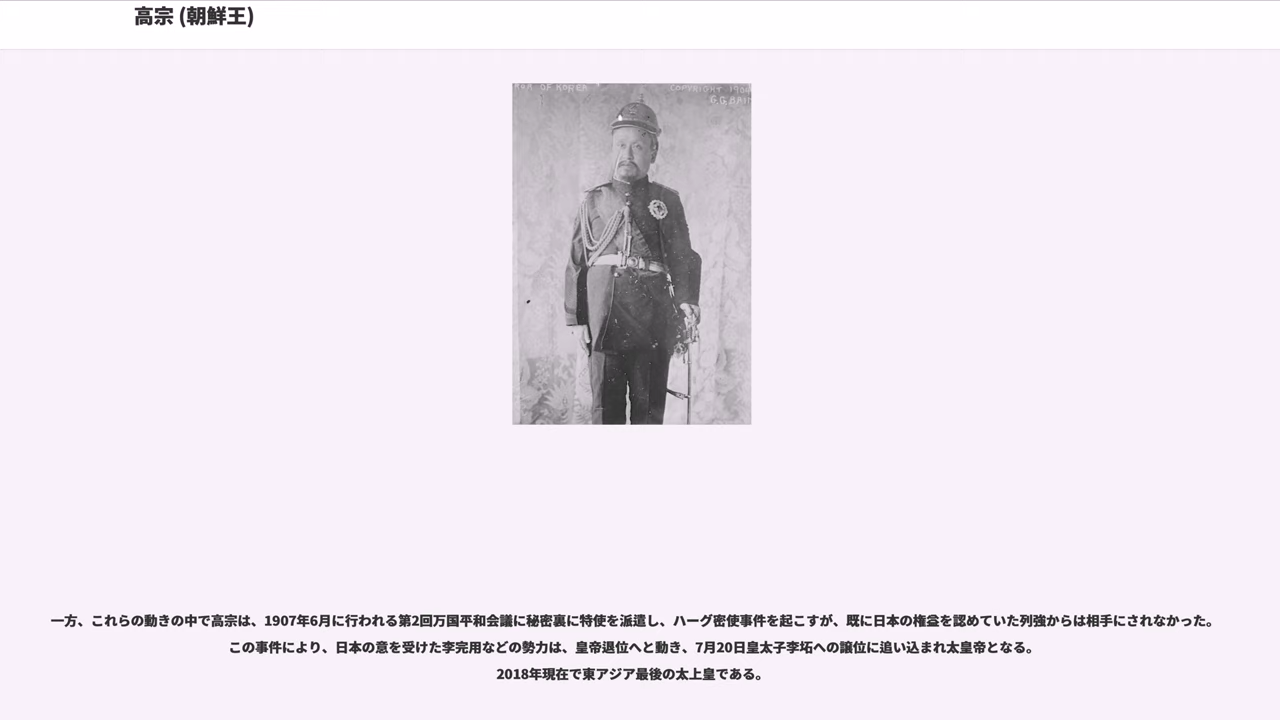 高宗 (朝鮮王)
OF KOREA
COPYRIGHT
G.G.BAIN
一方、これらの動きの中で高宗は、1907年6月に行われる第2回万国平和会議に秘密裏に特使を派遣し、ハーグ密使事件を起こすが、既に日本の権益を認めていた列強からは相手にされなかった。
この事件により、日本の意を受けた李完用などの勢力は、皇帝退位へと動き、7月20日皇太子李坧への譲位に追い込まれ太皇帝となる。
2018年現在で東アジア最後の太上皇である。